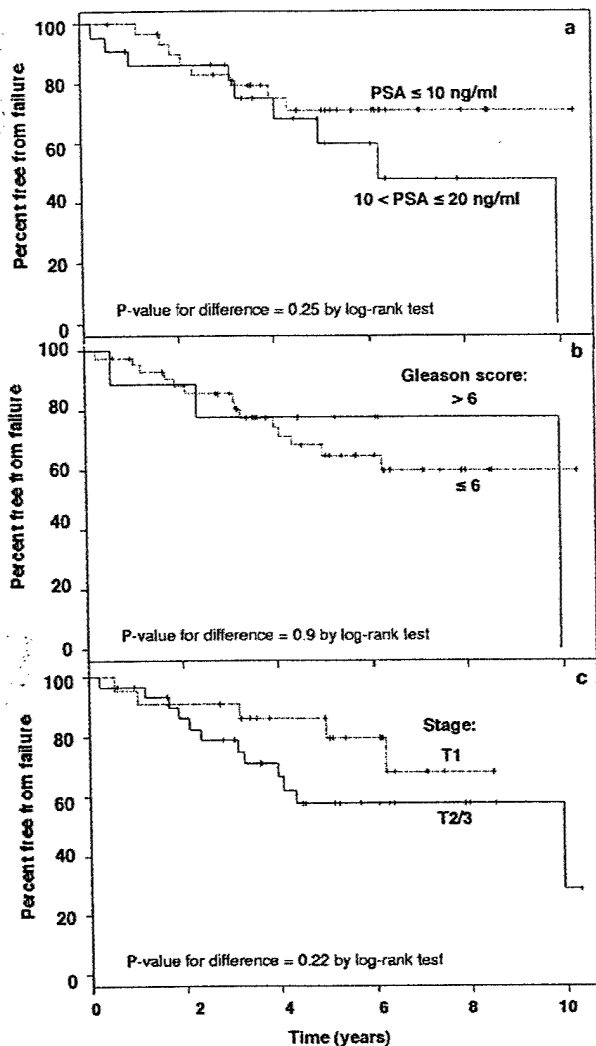 a
100
80
60
40
20
0
Percent free from failure
PSA ≤ 10 ng/ml
10 < PSA ≤ 20 ng/ml
P-value for difference = 0.25 by log-rank test
b
100
80
60
40
20
0
Percent free from failure
Gleason score:
> 6
≤ 6
P-value for difference = 0.9 by log-rank test
c
100
80
60
40
20
0
Percent free from failure
Stage:
T1
T2/3
P-value for difference = 0.22 by log-rank test
0 2 4 6 8 10
Time (years)